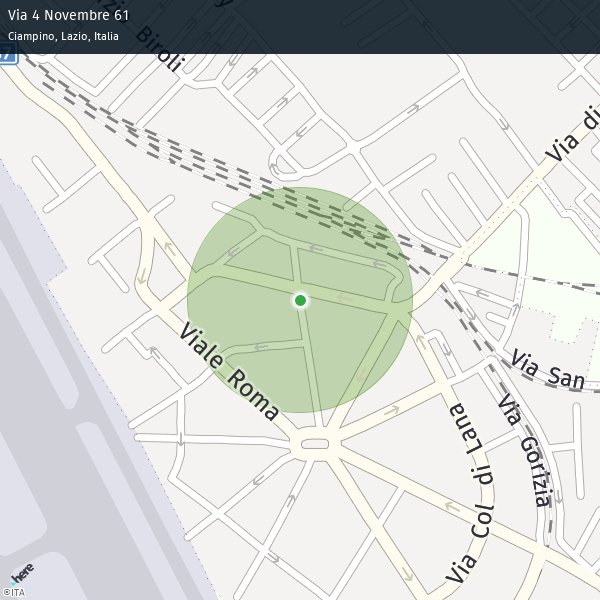 Via 4 Novembre 61
Ciampino, Lazio, Italia
Biroli
Via di
Viale Roma
Via San
Via Gorizia
Via Col di Lana
here
©ITA